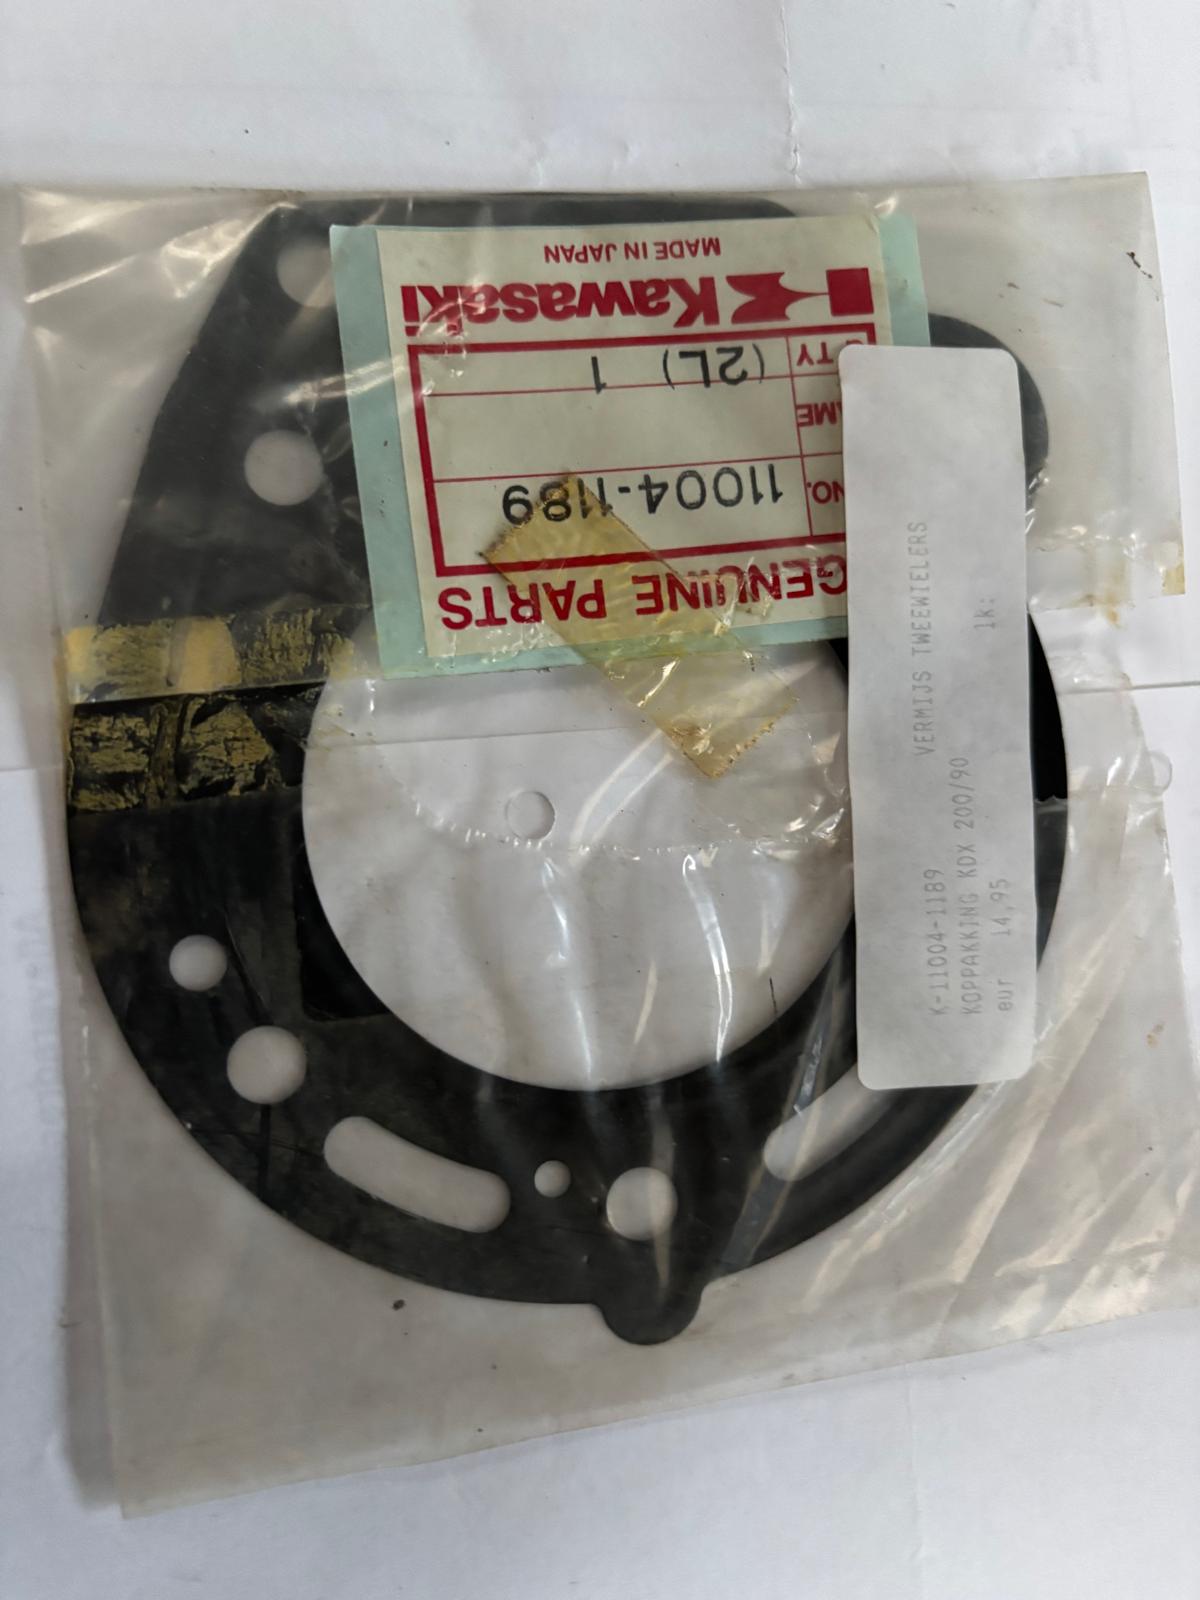 MADE IN JAPAN
Kawasaki
TY (2L) 1
AME
NO. 11004-1189
GENUINE PARTS
VERMIJS TWEEWIELERS
K-11004-1189 1k:
KOPPAKKING KDX 200/90
eur 14,95